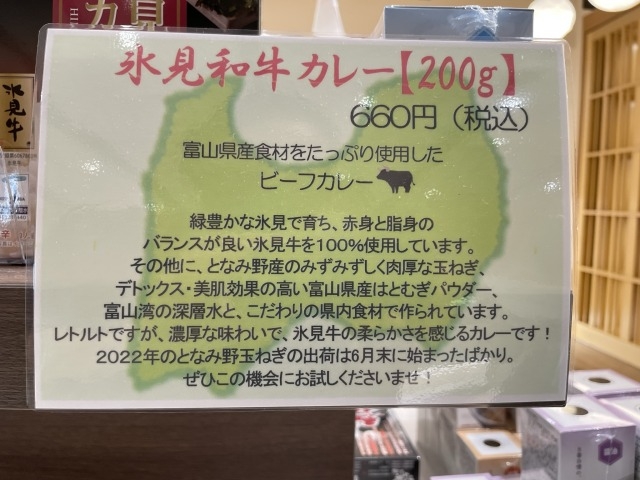 氷見和牛カレー【200g】
660円（税込）
富山県産食材をたっぷり使用した
ビーフカレー
緑豊かな氷見で育ち、赤身と脂身の
バランスが良い氷見牛を100%使用しています。
その他に、となみ野産のみずみずしく肉厚な玉ねぎ、
デトックス・美肌効果の高い富山県産はとむぎパウダー、
富山湾の深層水と、こだわりの県内食材で作られています。
レトルトですが、濃厚な味わいで、氷見牛の柔らかさを感じるカレーです！
2022年のとなみ野玉ねぎの出荷は6月末に始まったばかり。
ぜひこの機会にお試しくださいませ！
氷見牛